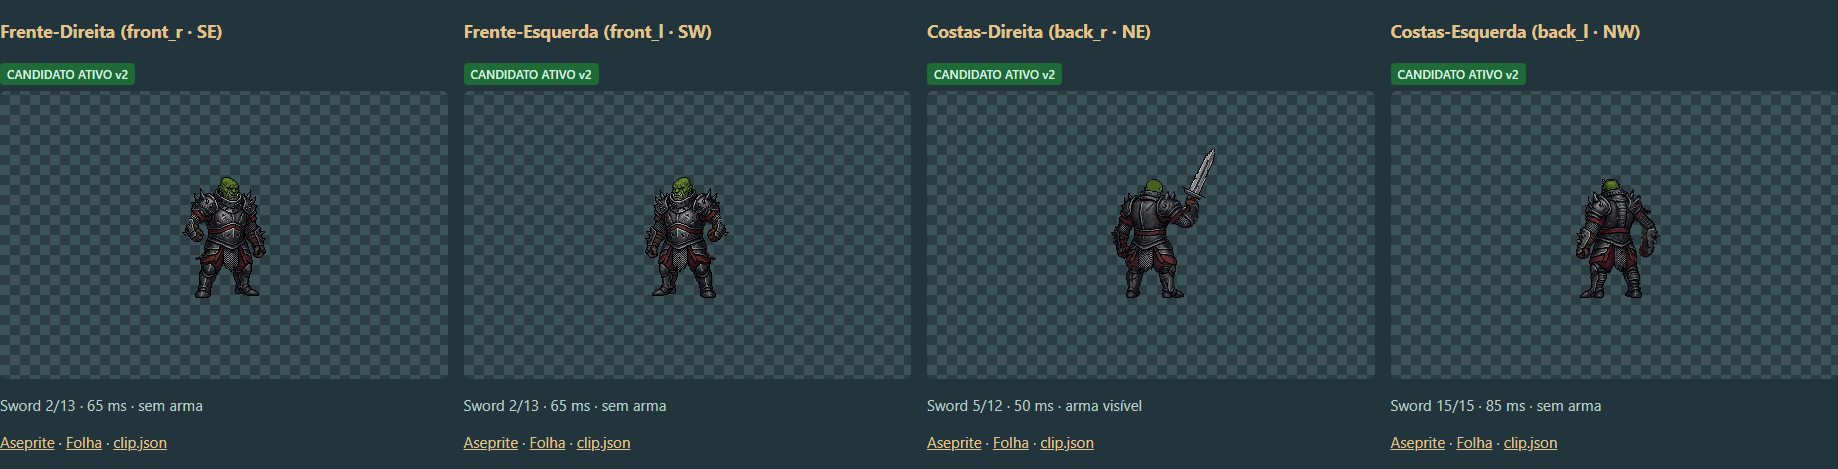 Frente-Direita (front_r · SE)
CANDIDATO ATIVO v2
Sword 2/13 · 65 ms · sem arma
Aseprite · Folha · clip.json
Frente-Esquerda (front_l · SW)
CANDIDATO ATIVO v2
Sword 2/13 · 65 ms · sem arma
Aseprite · Folha · clip.json
Costas-Direita (back_r · NE)
CANDIDATO ATIVO v2
Sword 5/12 · 50 ms · arma visível
Aseprite · Folha · clip.json
Costas-Esquerda (back_l · NW)
CANDIDATO ATIVO v2
Sword 15/15 · 85 ms · sem arma
Aseprite · Folha · clip.json